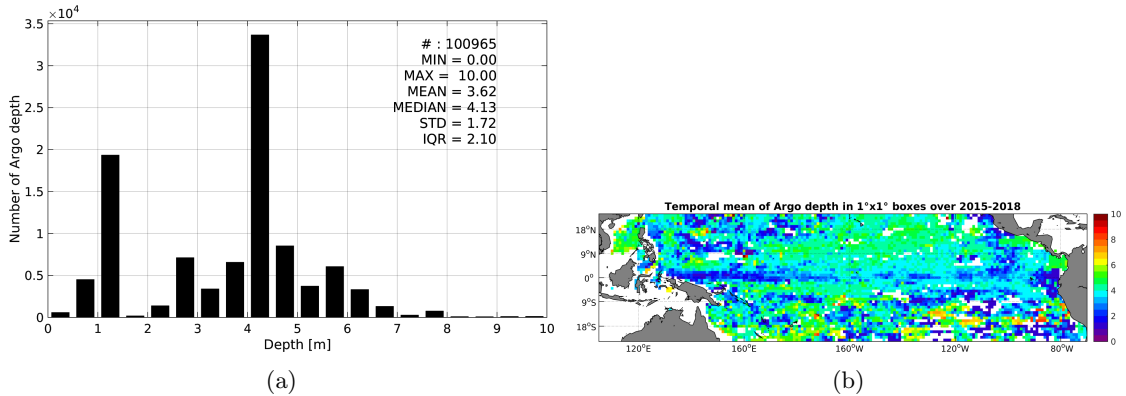 ×10⁴
3.5
3
2.5
2
1.5
1
0.5
0
Number of Argo depth
# : 100965
MIN = 0.00
MAX = 10.00
MEAN = 3.62
MEDIAN = 4.13
STD = 1.72
IQR = 2.10
0 1 2 3 4 5 6 7 8 9 10
Depth [m]
(a)
Temporal mean of Argo depth in 1°x1° boxes over 2015-2018
18°N
9°N
0°
9°S
18°S
120°E 160°E 160°W 120°W 80°W
10
8
6
4
2
0
(b)